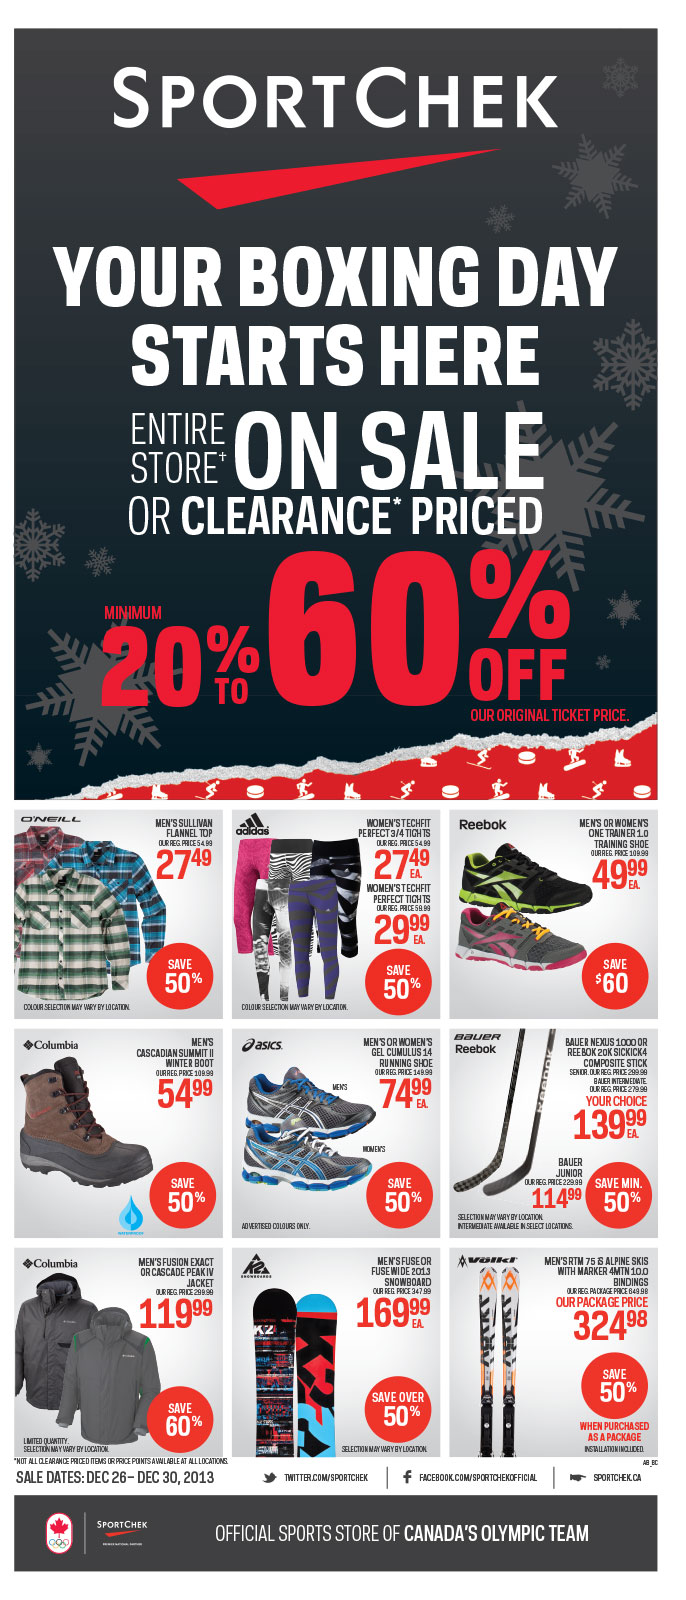 SPORTCHEK
YOUR BOXING DAY
STARTS HERE
ENTIRE
STORE† ON SALE
OR CLEARANCE* PRICED
MINIMUM
20% TO 60% OFF
OUR ORIGINAL TICKET PRICE.
O'NEILL
MEN'S SULLIVAN
FLANNEL TOP
OUR REG. PRICE 54.99
27.49
SAVE
50%
COLOUR SELECTION MAY VARY BY LOCATION.
adidas
WOMEN'S TECHFIT
PERFECT 3/4 TIGHTS
OUR REG. PRICE 54.99
27.49
EA.
WOMEN'S TECHFIT
PERFECT TIGHTS
OUR REG. PRICE 59.99
29.99
EA.
SAVE
50%
COLOUR SELECTION MAY VARY BY LOCATION.
Reebok
MEN'S OR WOMEN'S
ONE TRAINER 1.0
TRAINING SHOE
OUR REG. PRICE 109.99
49.99
EA.
SAVE
$60
Columbia
MEN'S
CASCADIAN SUMMIT II
WINTER BOOT
OUR REG. PRICE 109.99
54.99
SAVE
50%
WATERPROOF
asics.
MEN'S OR WOMEN'S
GEL CUMULUS 14
RUNNING SHOE
OUR REG. PRICE 149.99
74.99
EA.
MEN'S
WOMEN'S
SAVE
50%
ADVERTISED COLOURS ONLY.
BAUER
Reebok
BAUER NEXUS 1000 OR
REEBOK 20K SICKICK 4
COMPOSITE STICK
SENIOR. OUR REG. PRICE 299.99
BAUER INTERMEDIATE.
OUR REG. PRICE 279.99
YOUR CHOICE
139.99
EA.
BAUER
JUNIOR
OUR REG. PRICE 229.99
114.99
SAVE MIN.
50%
SELECTION MAY VARY BY LOCATION.
INTERMEDIATE AVAILABLE IN SELECT LOCATIONS.
Columbia
MEN'S FUSION EXACT
OR CASCADE PEAK IV
JACKET
OUR REG. PRICE 299.99
119.99
SAVE
60%
LIMITED QUANTITY.
SELECTION MAY VARY BY LOCATION.
K2
SNOWBOARDS
MEN'S FUSE OR
FUSE WIDE 2013
SNOWBOARD
OUR REG. PRICE 347.99
169.99
EA.
SAVE OVER
50%
SELECTION MAY VARY BY LOCATION.
Völkl
MEN'S RTM 75 IS ALPINE SKIS
WITH MARKER 4MTN 10.0
BINDINGS
OUR REG. PACKAGE PRICE 649.98
OUR PACKAGE PRICE
324.98
SAVE
50%
WHEN PURCHASED
AS A PACKAGE
INSTALLATION INCLUDED.
*NOT ALL CLEARANCE PRICED ITEMS OR PRICE POINTS AVAILABLE AT ALL LOCATIONS.
AB_BC
SALE DATES: DEC 26 – DEC 30, 2013
TWITTER.COM/SPORTCHEK
FACEBOOK.COM/SPORTCHEKOFFICIAL
SPORTCHEK.CA
SPORTCHEK
OFFICIAL SPORTS STORE OF CANADA'S OLYMPIC TEAM